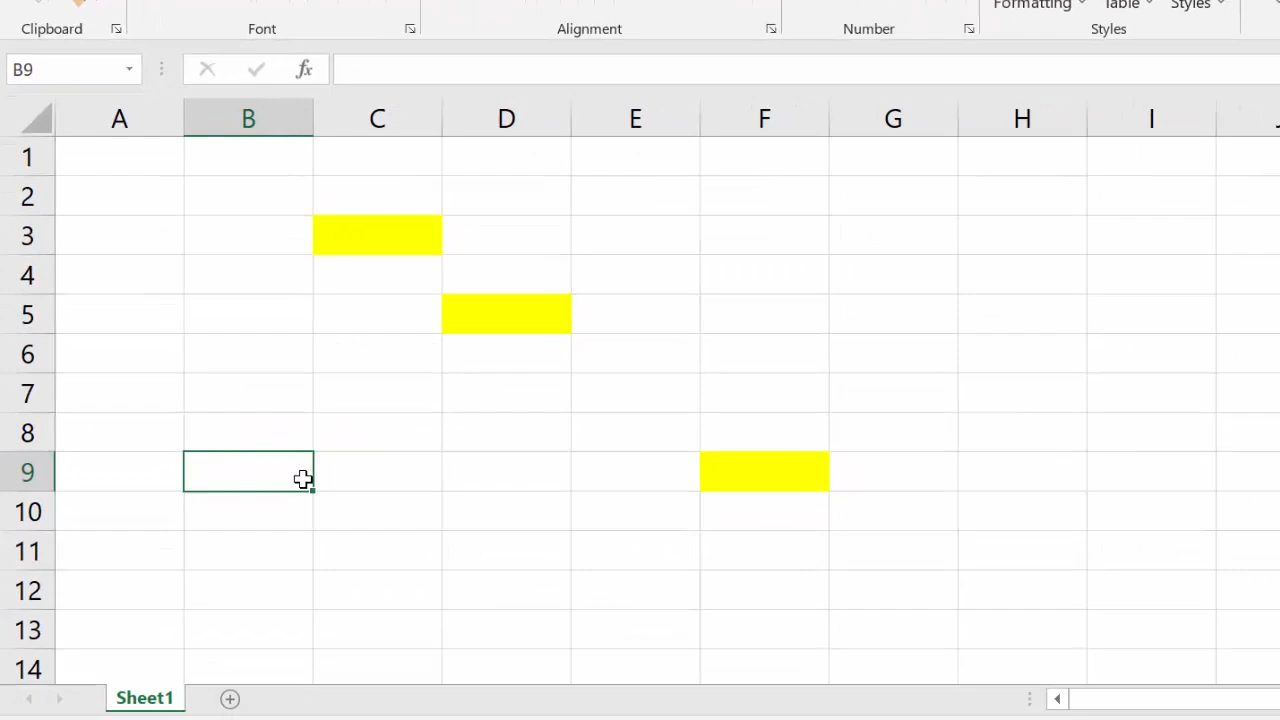 Formatting Table Styles
Clipboard Font Alignment Number Styles
B9 fx
A B C D E F G H I J
1
2
3
4
5
6
7
8
9
10
11
12
13
14
Sheet1